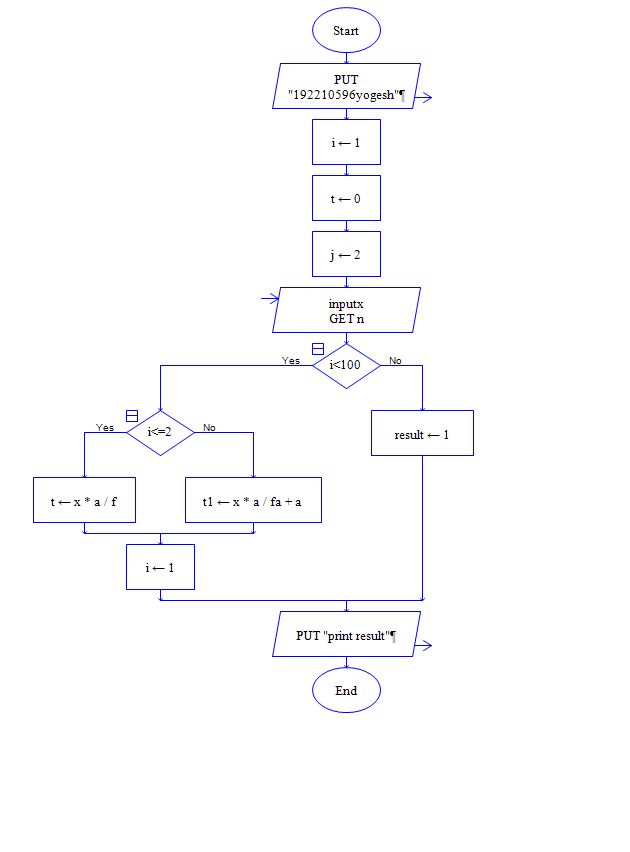 Start
PUT
"192210596yogesh"¶
i ← 1
t ← 0
j ← 2
inputx
GET n
Yes
i<100
No
Yes
i<=2
No
result ← 1
t ← x * a / f
t1 ← x * a / fa + a
i ← 1
PUT "print result"¶
End